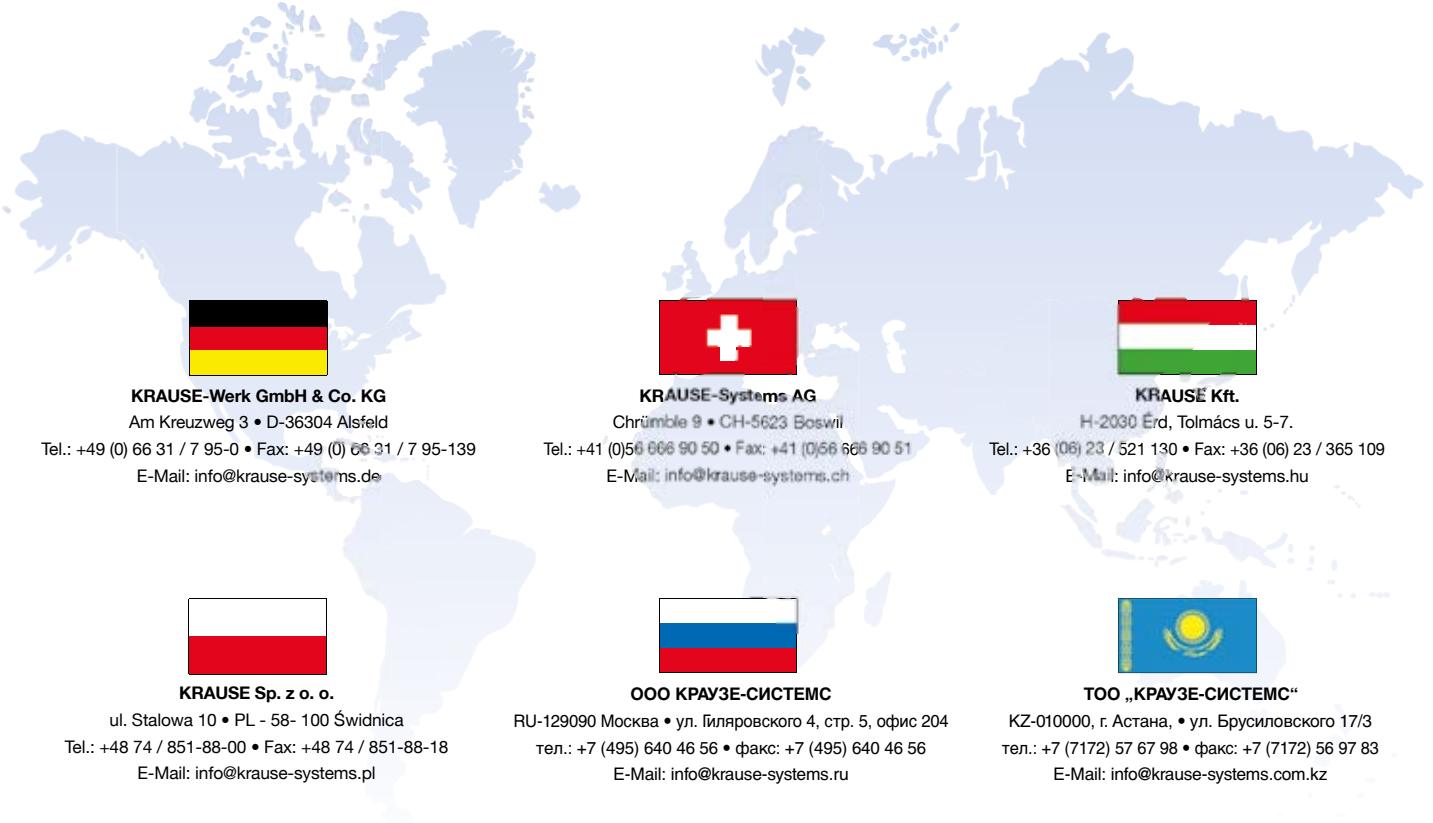 KRAUSE-Werk GmbH & Co. KG
Am Kreuzweg 3 • D-36304 Alsfeld
Tel.: +49 (0) 66 31 / 7 95-0 • Fax: +49 (0) 66 31 / 7 95-139
E-Mail: info@krause-systems.de
KRAUSE-Systems AG
Chrümble 9 • CH-5623 Boswil
Tel.: +41 (0)56 666 90 50 • Fax: +41 (0)56 666 90 51
E-Mail: info@krause-systems.ch
KRAUSE Kft.
H-2030 Érd, Tolmács u. 5-7.
Tel.: +36 (06) 23 / 521 130 • Fax: +36 (06) 23 / 365 109
E-Mail: info@krause-systems.hu
KRAUSE Sp. z o. o.
ul. Stalowa 10 • PL - 58- 100 Świdnica
Tel.: +48 74 / 851-88-00 • Fax: +48 74 / 851-88-18
E-Mail: info@krause-systems.pl
ООО КРАУЗЕ-СИСТЕМС
RU-129090 Москва • ул. Гиляровского 4, стр. 5, офис 204
тел.: +7 (495) 640 46 56 • факс: +7 (495) 640 46 56
E-Mail: info@krause-systems.ru
ТОО „КРАУЗЕ-СИСТЕМС“
KZ-010000, г. Астана, • ул. Брусиловского 17/3
тел.: +7 (7172) 57 67 98 • факс: +7 (7172) 56 97 83
E-Mail: info@krause-systems.com.kz